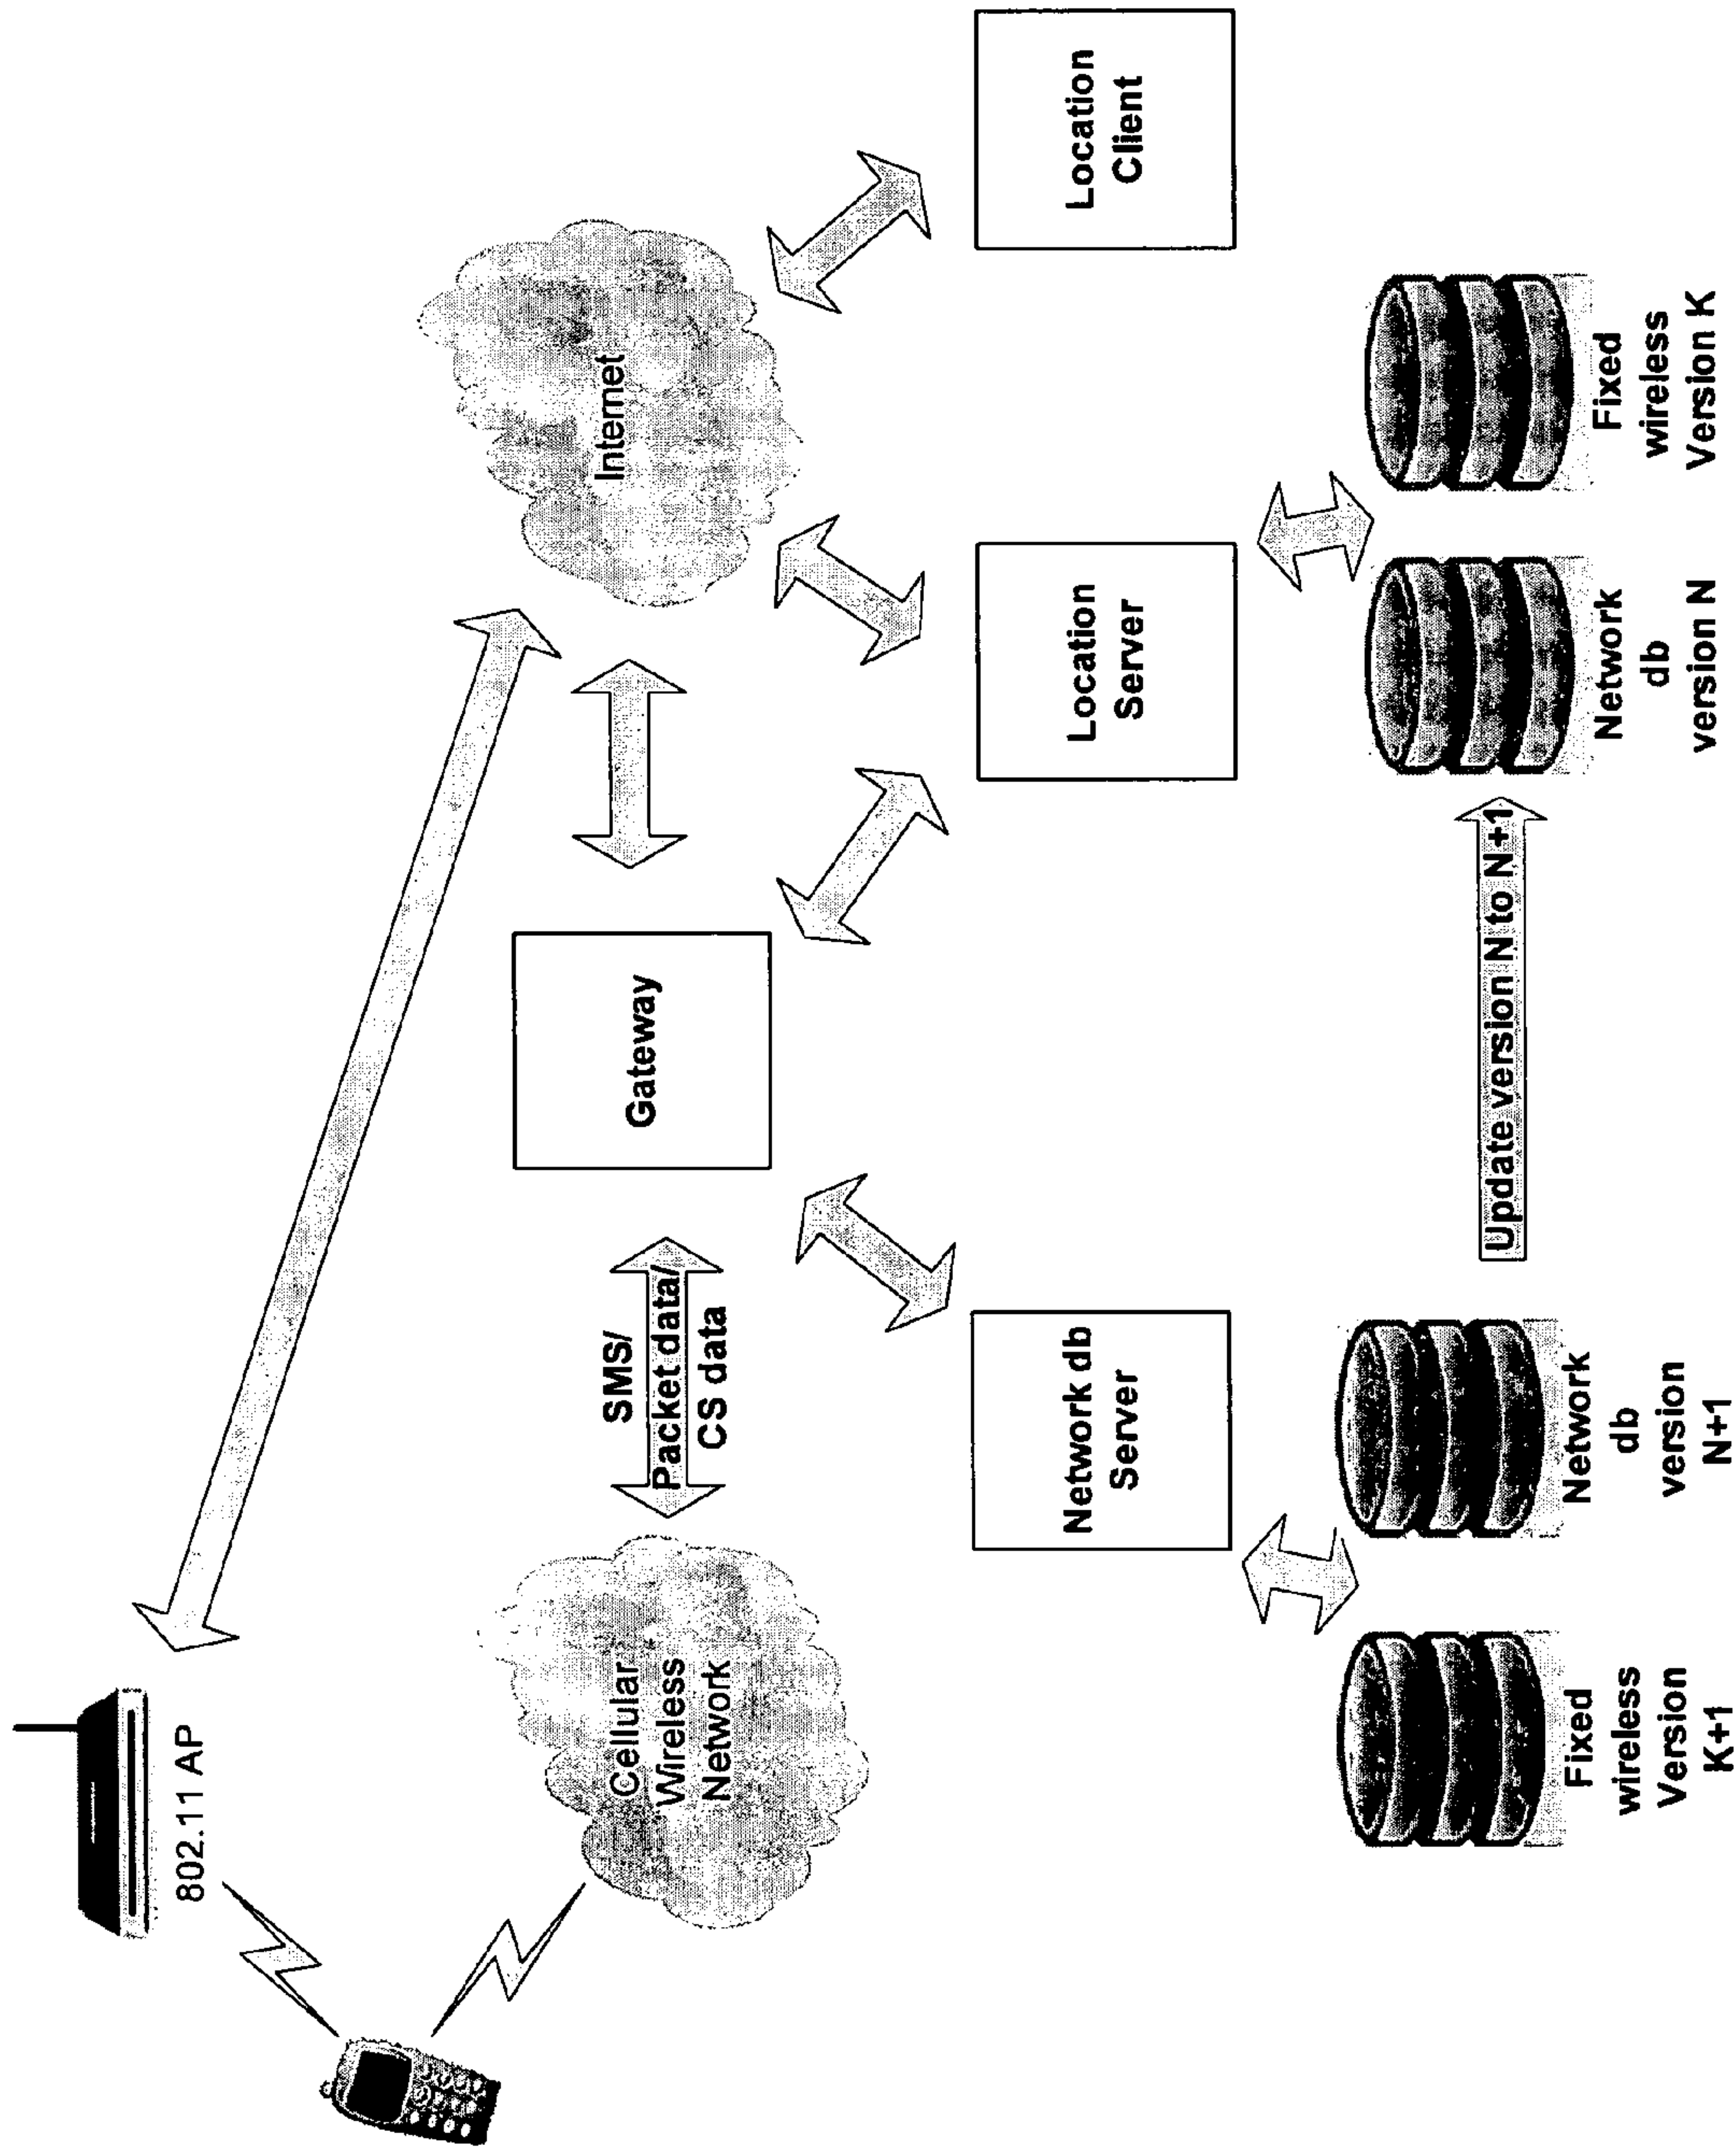 802.11 AP
Internet
Cellular
Wireless
Network
SMS/
Packet data/
CS data
Gateway
Network db
Server
Location
Server
Location
Client
Fixed
wireless
Version
K+1
Network
db
version
N+1
Update version N to N+1
Network
db
version N
Fixed
wireless
Version K